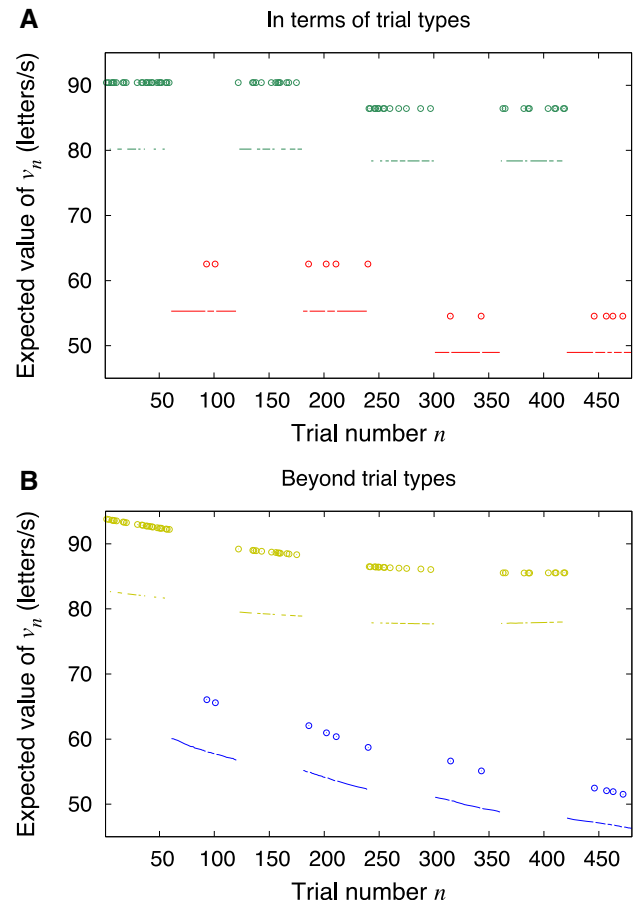 A
In terms of trial types
Expected value of vn (letters/s)
90
80
70
60
50
50 100 150 200 250 300 350 400 450
Trial number n
B
Beyond trial types
Expected value of vn (letters/s)
90
80
70
60
50
50 100 150 200 250 300 350 400 450
Trial number n